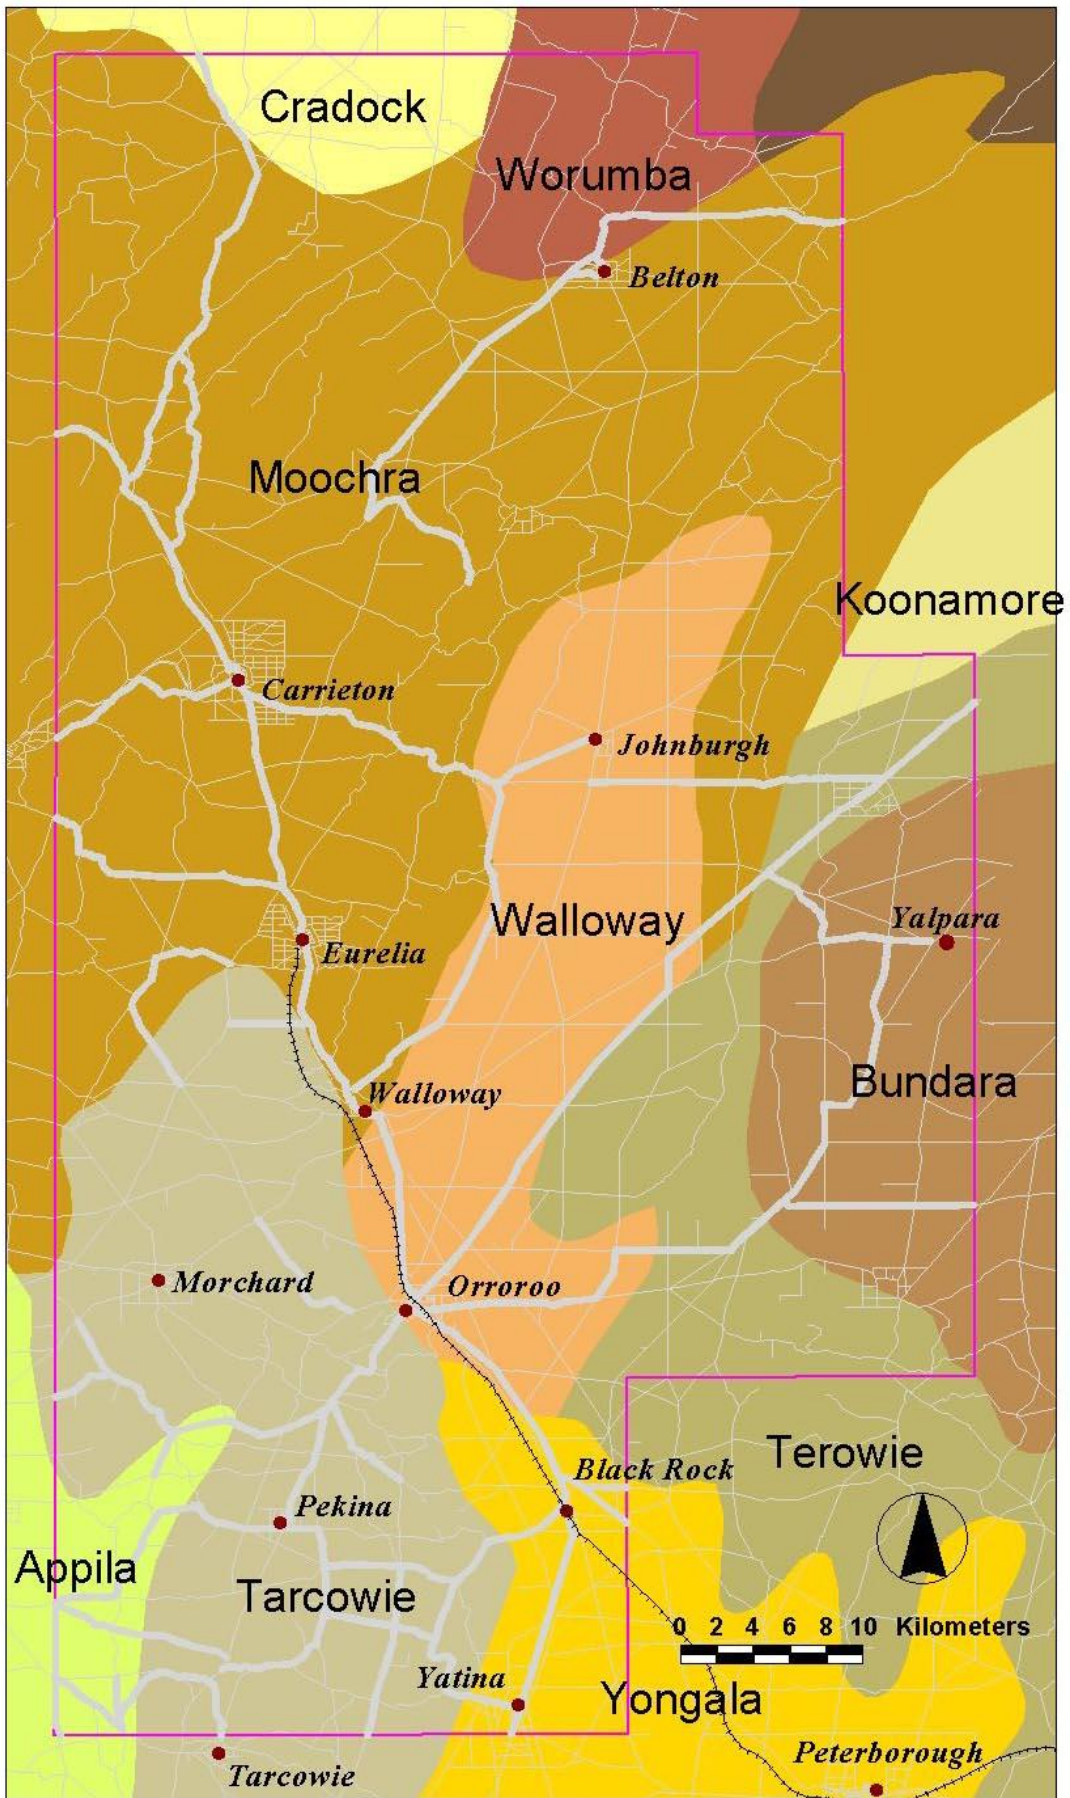 Cradock
Worumba
Belton
Moochra
Koonamore
Carrieton
Johnburgh
Walloway
Yalpara
Eurelia
Bundara
Walloway
Morchard
Orroroo
Terowie
Black Rock
Pekina
Appila
Tarcowie
0 2 4 6 8 10 Kilometers
Yatina
Yongala
Peterborough
Tarcowie